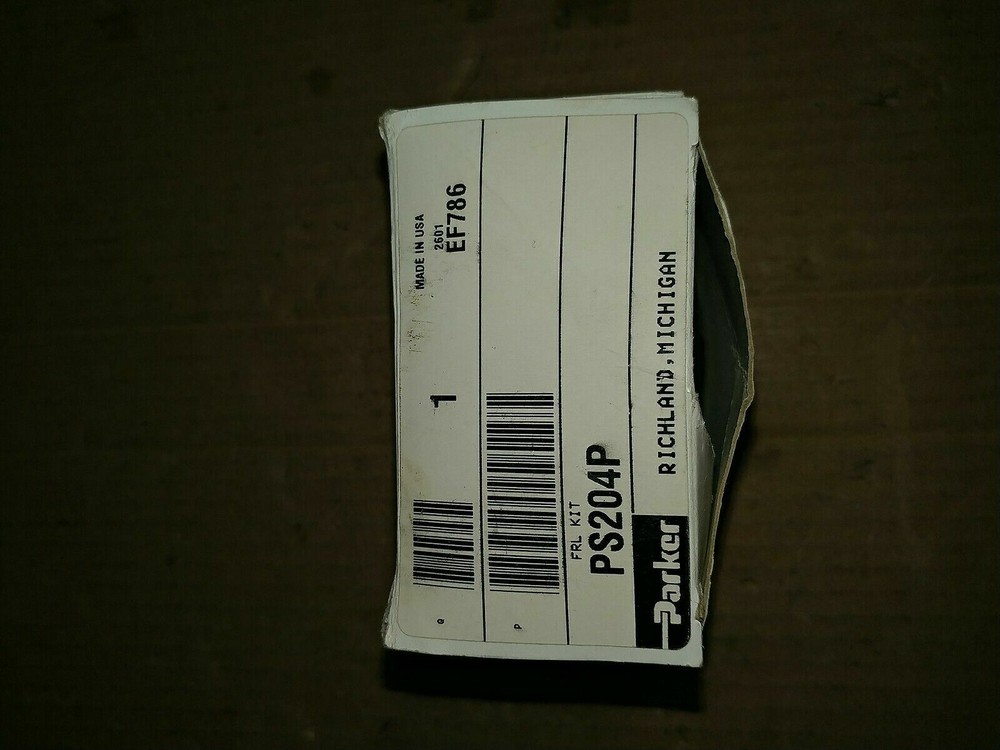 Parker RICHLAND, MICHIGAN
FRL KIT
PS204P
P
Q 1 MADE IN USA
2601
EF786